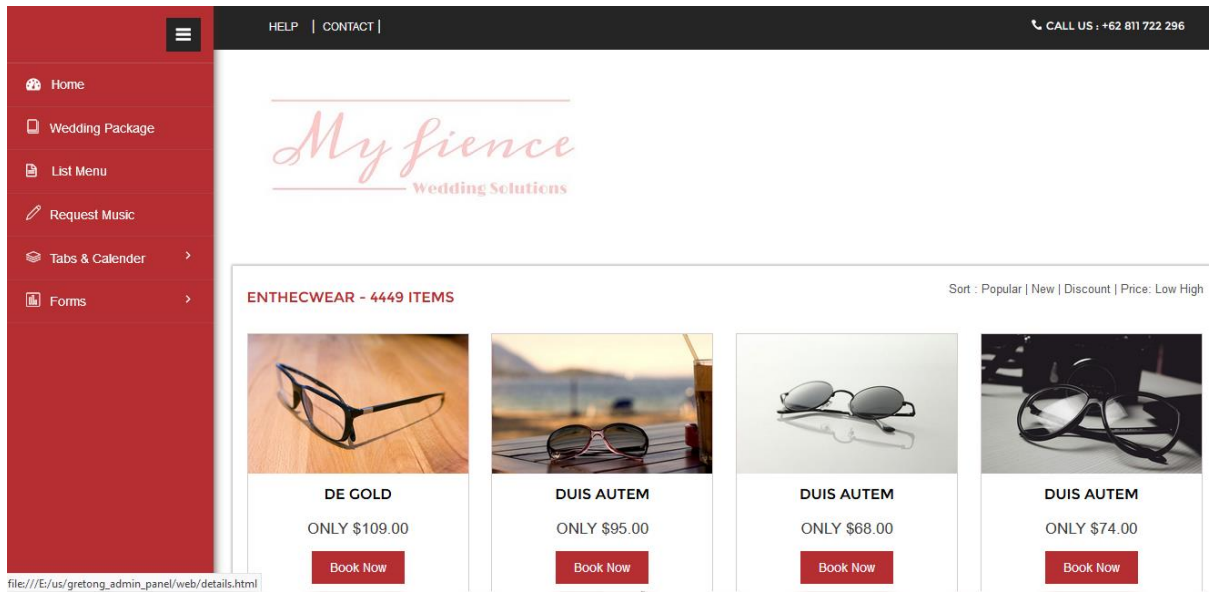 HELP | CONTACT |
CALL US : +62 811 722 296
Home
Wedding Package
List Menu
Request Music
Tabs & Calender
Forms
My fience
Wedding Solutions
ENTHECWEAR - 4449 ITEMS
Sort : Popular | New | Discount | Price: Low High
DE GOLD
ONLY $109.00
Book Now
DUIS AUTEM
ONLY $95.00
Book Now
DUIS AUTEM
ONLY $68.00
Book Now
DUIS AUTEM
ONLY $74.00
Book Now
file:///E:/us/gretong_admin_panel/web/details.html